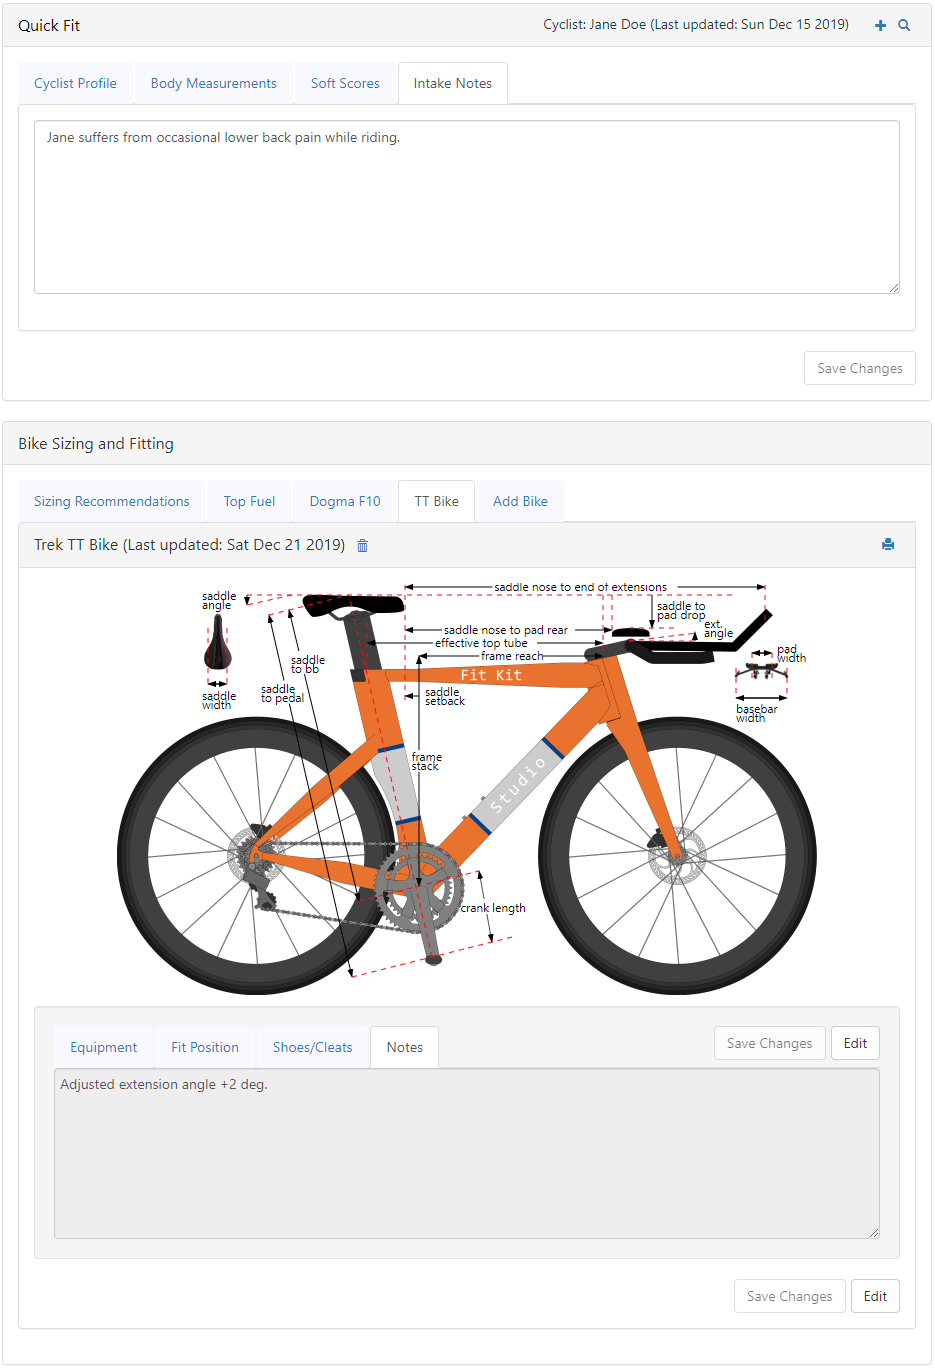 Quick Fit
Cyclist: Jane Doe (Last updated: Sun Dec 15 2019)
Cyclist Profile
Body Measurements
Soft Scores
Intake Notes
Jane suffers from occasional lower back pain while riding.
Save Changes
Bike Sizing and Fitting
Sizing Recommendations
Top Fuel
Dogma F10
TT Bike
Add Bike
Trek TT Bike (Last updated: Sat Dec 21 2019)
saddle nose to end of extensions
saddle
angle
saddle to
pad drop
ext.
angle
saddle nose to pad rear
effective top tube
frame reach
pad
width
saddle
to bb
Fit Kit
saddle
to pedal
saddle
width
saddle
setback
basebar
width
frame
stack
Studio
crank length
Equipment
Fit Position
Shoes/Cleats
Notes
Save Changes
Edit
Adjusted extension angle +2 deg.
Save Changes
Edit